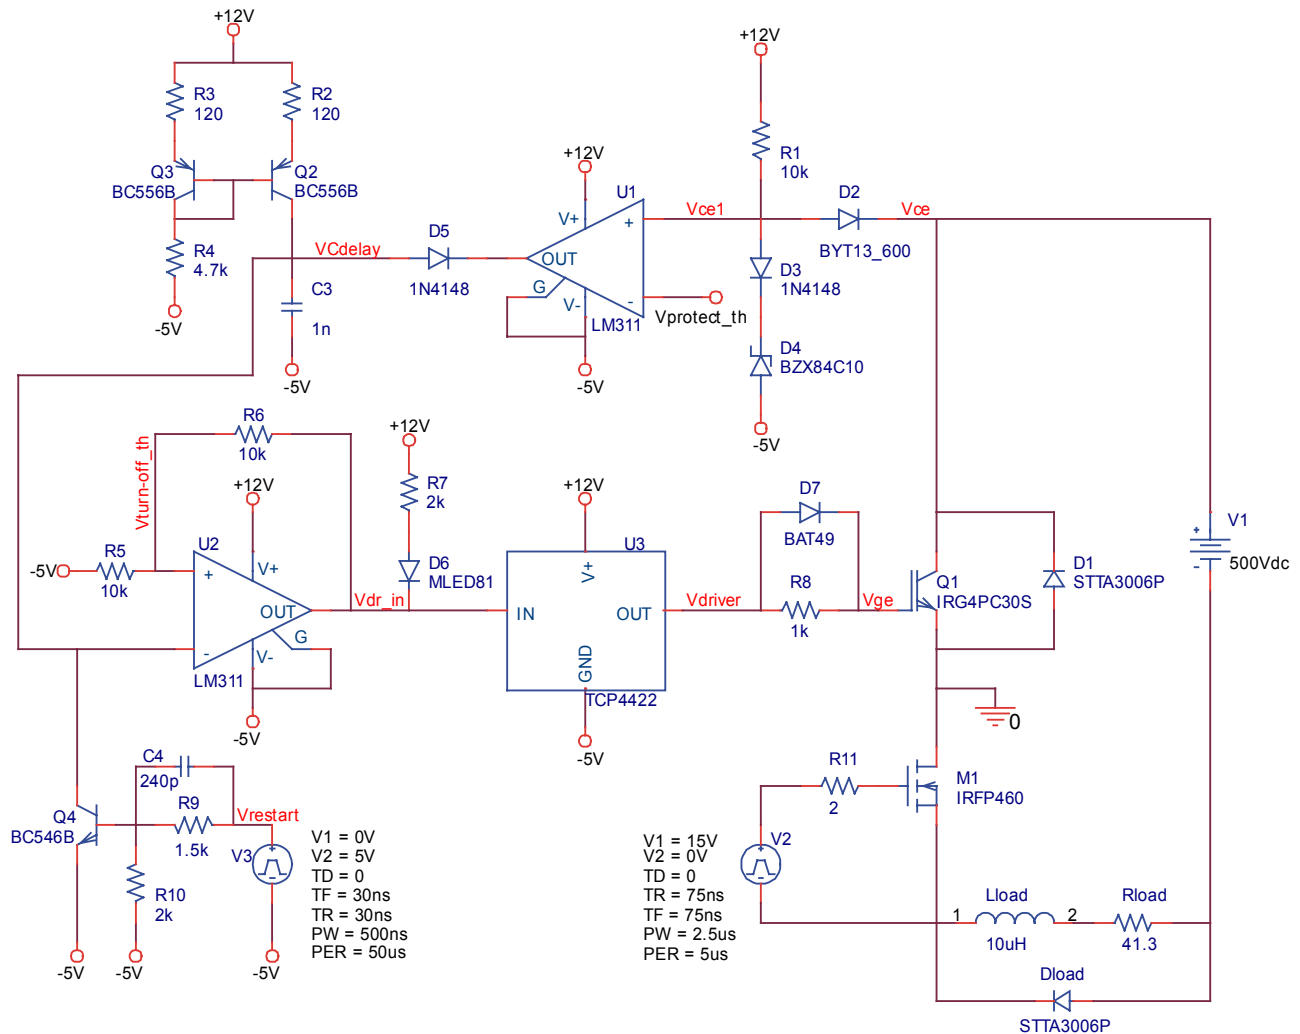 +12V
R3
120
R2
120
Q3
BC556B
Q2
BC556B
R4
4.7k
-5V
VCdelay
C3
1n
-5V
D5
1N4148
+12V
U1
V+
OUT
G
V-
+
-
LM311
-5V
Vce1
Vprotect_th
+12V
R1
10k
D2
BYT13_600
Vce
D3
1N4148
D4
BZX84C10
-5V
R6
10k
Vturn-off_th
-5V
R5
10k
+12V
U2
+
V+
OUT
G
V-
-
LM311
-5V
+12V
R7
2k
D6
MLED81
Vdr_in
+12V
U3
V+
IN
OUT
GND
TCP4422
-5V
Vdriver
D7
BAT49
R8
1k
Vge
Q1
IRG4PC30S
D1
STTA3006P
V1
+
-
500Vdc
0
C4
240p
R9
1.5k
Vrestart
Q4
BC546B
R10
2k
V3
+
-
-5V
-5V
-5V
V1 = 0V
V2 = 5V
TD = 0
TF = 30ns
TR = 30ns
PW = 500ns
PER = 50us
R11
2
M1
IRFP460
V2
+
-
V1 = 15V
V2 = 0V
TD = 0
TR = 75ns
TF = 75ns
PW = 2.5us
PER = 5us
Lload
1
2
10uH
Rload
41.3
Dload
STTA3006P